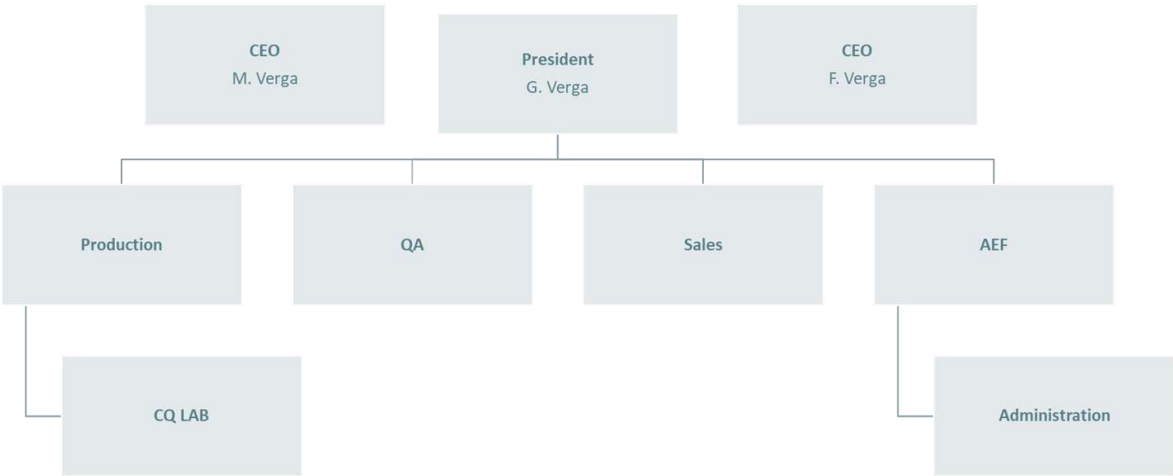 CEO
M. Verga
President
G. Verga
CEO
F. Verga
Production
QA
Sales
AEF
CQ LAB
Administration